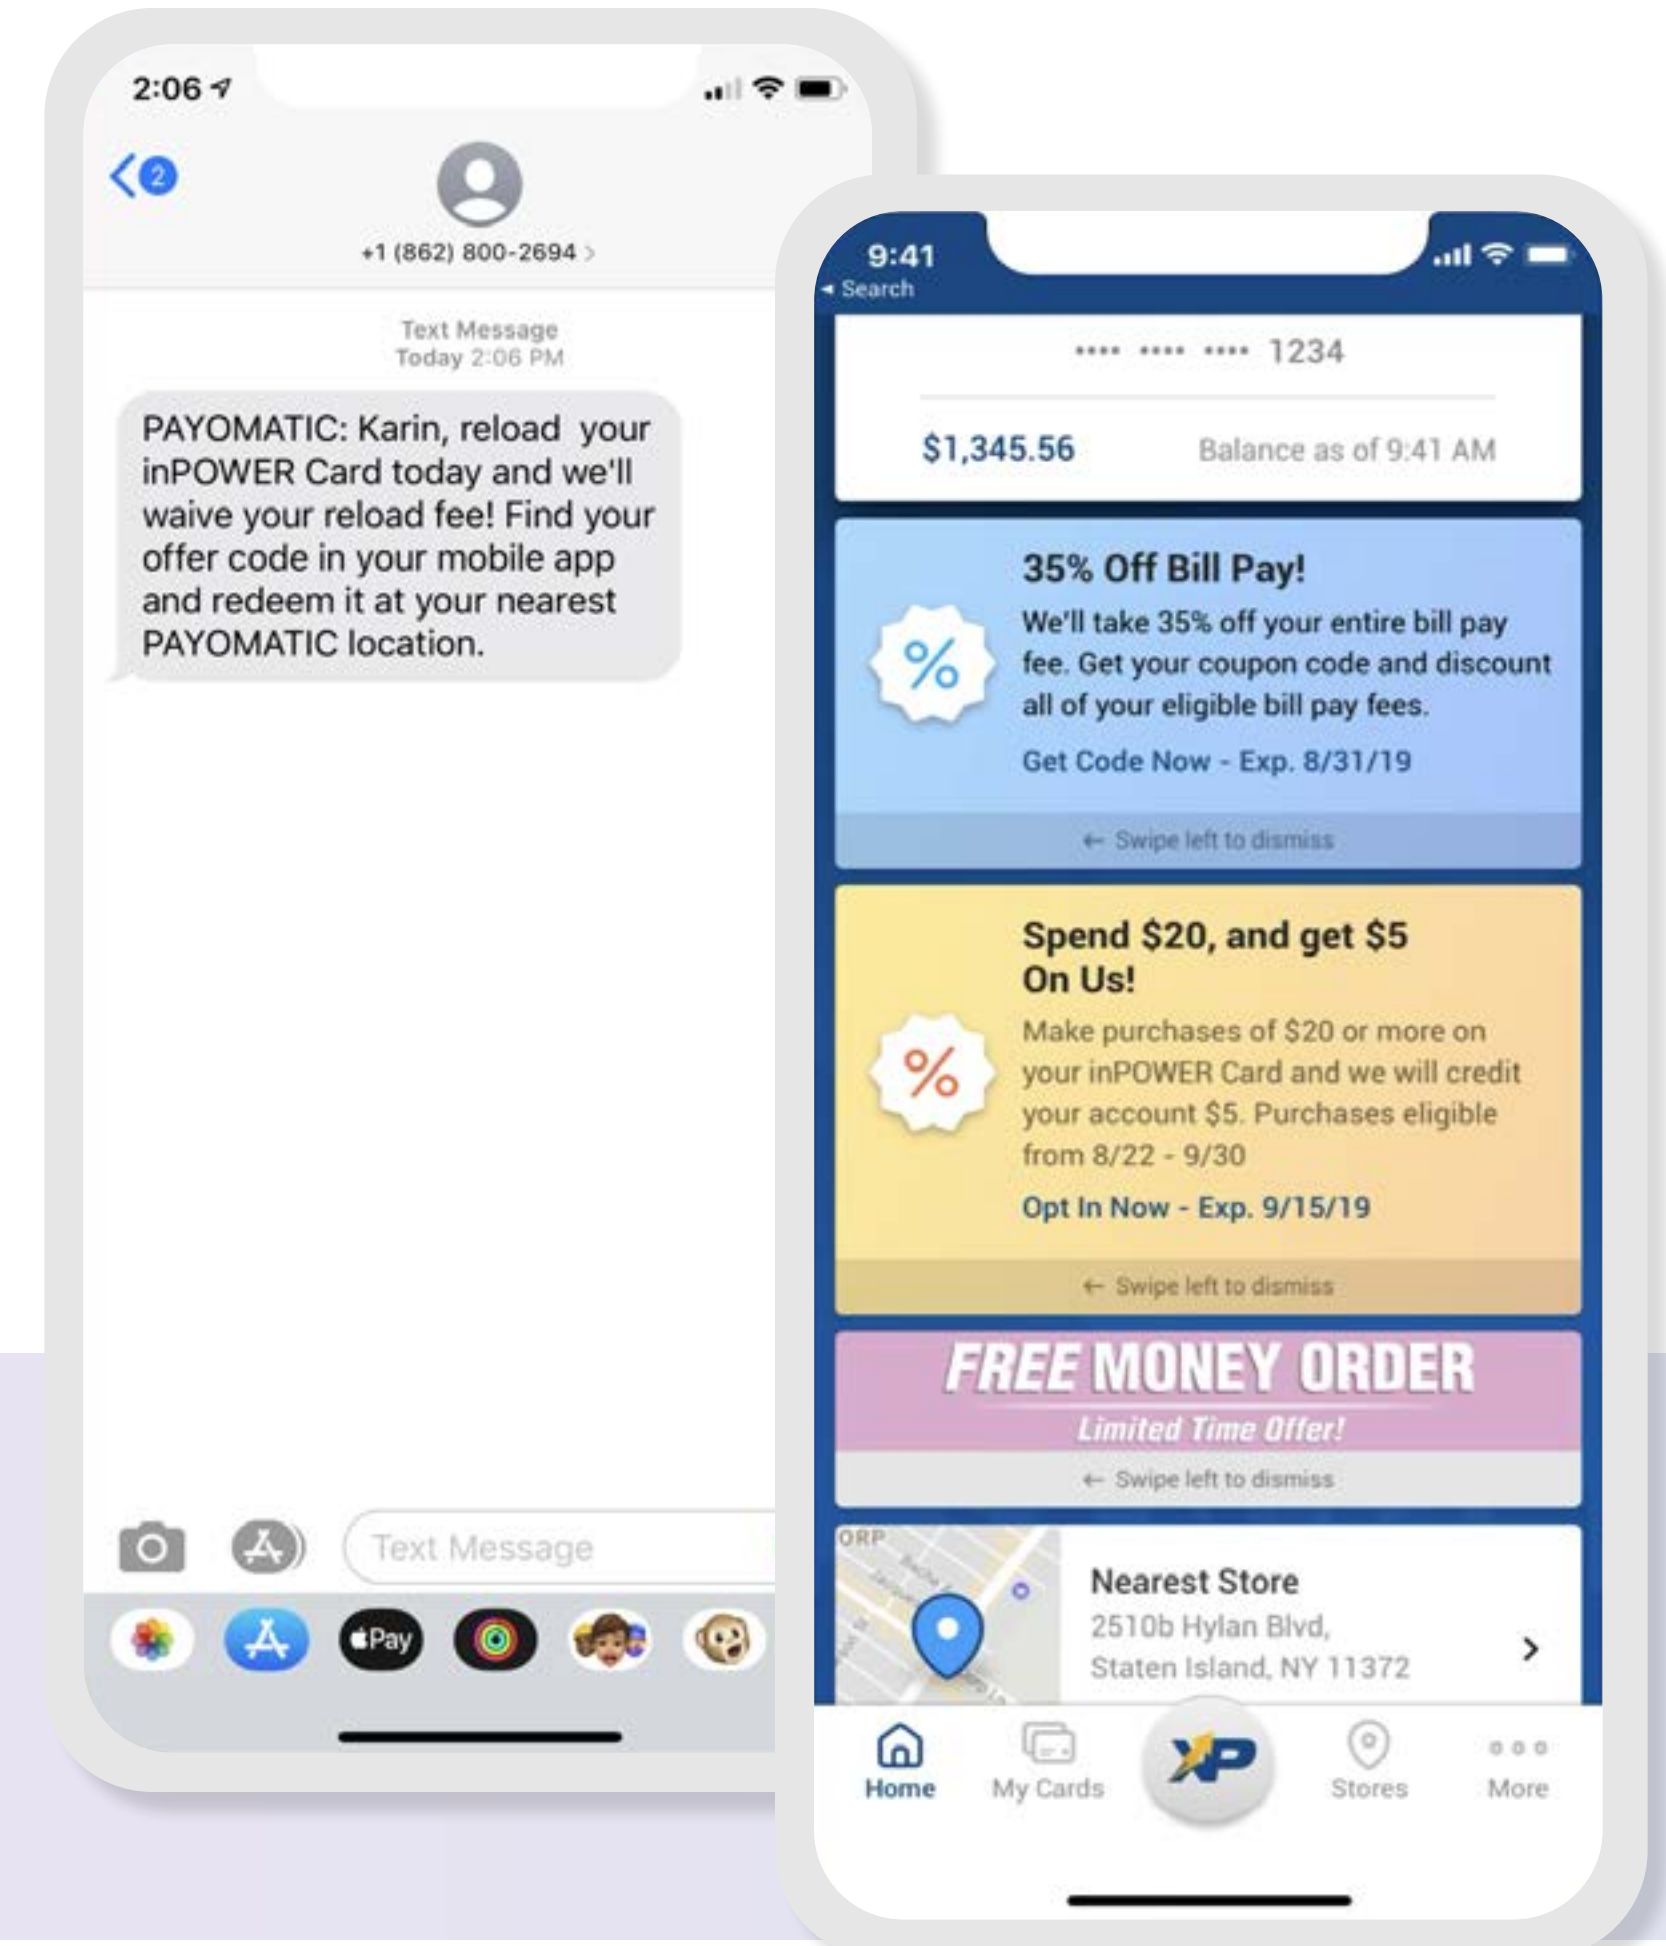 2:06
2
+1 (862) 800-2694 >
Text Message
Today 2:06 PM
PAYOMATIC: Karin, reload your
inPOWER Card today and we'll
waive your reload fee! Find your
offer code in your mobile app
and redeem it at your nearest
PAYOMATIC location.
Text Message
Pay
9:41
Search
•••• •••• •••• 1234
$1,345.56 Balance as of 9:41 AM
35% Off Bill Pay!
%
We'll take 35% off your entire bill pay
fee. Get your coupon code and discount
all of your eligible bill pay fees.
Get Code Now - Exp. 8/31/19
← Swipe left to dismiss
Spend $20, and get $5
On Us!
%
Make purchases of $20 or more on
your inPOWER Card and we will credit
your account $5. Purchases eligible
from 8/22 - 9/30
Opt In Now - Exp. 9/15/19
← Swipe left to dismiss
FREE MONEY ORDER
Limited Time Offer!
← Swipe left to dismiss
ORP
Nearest Store
2510b Hylan Blvd,
Staten Island, NY 11372
XP
Home My Cards Stores More